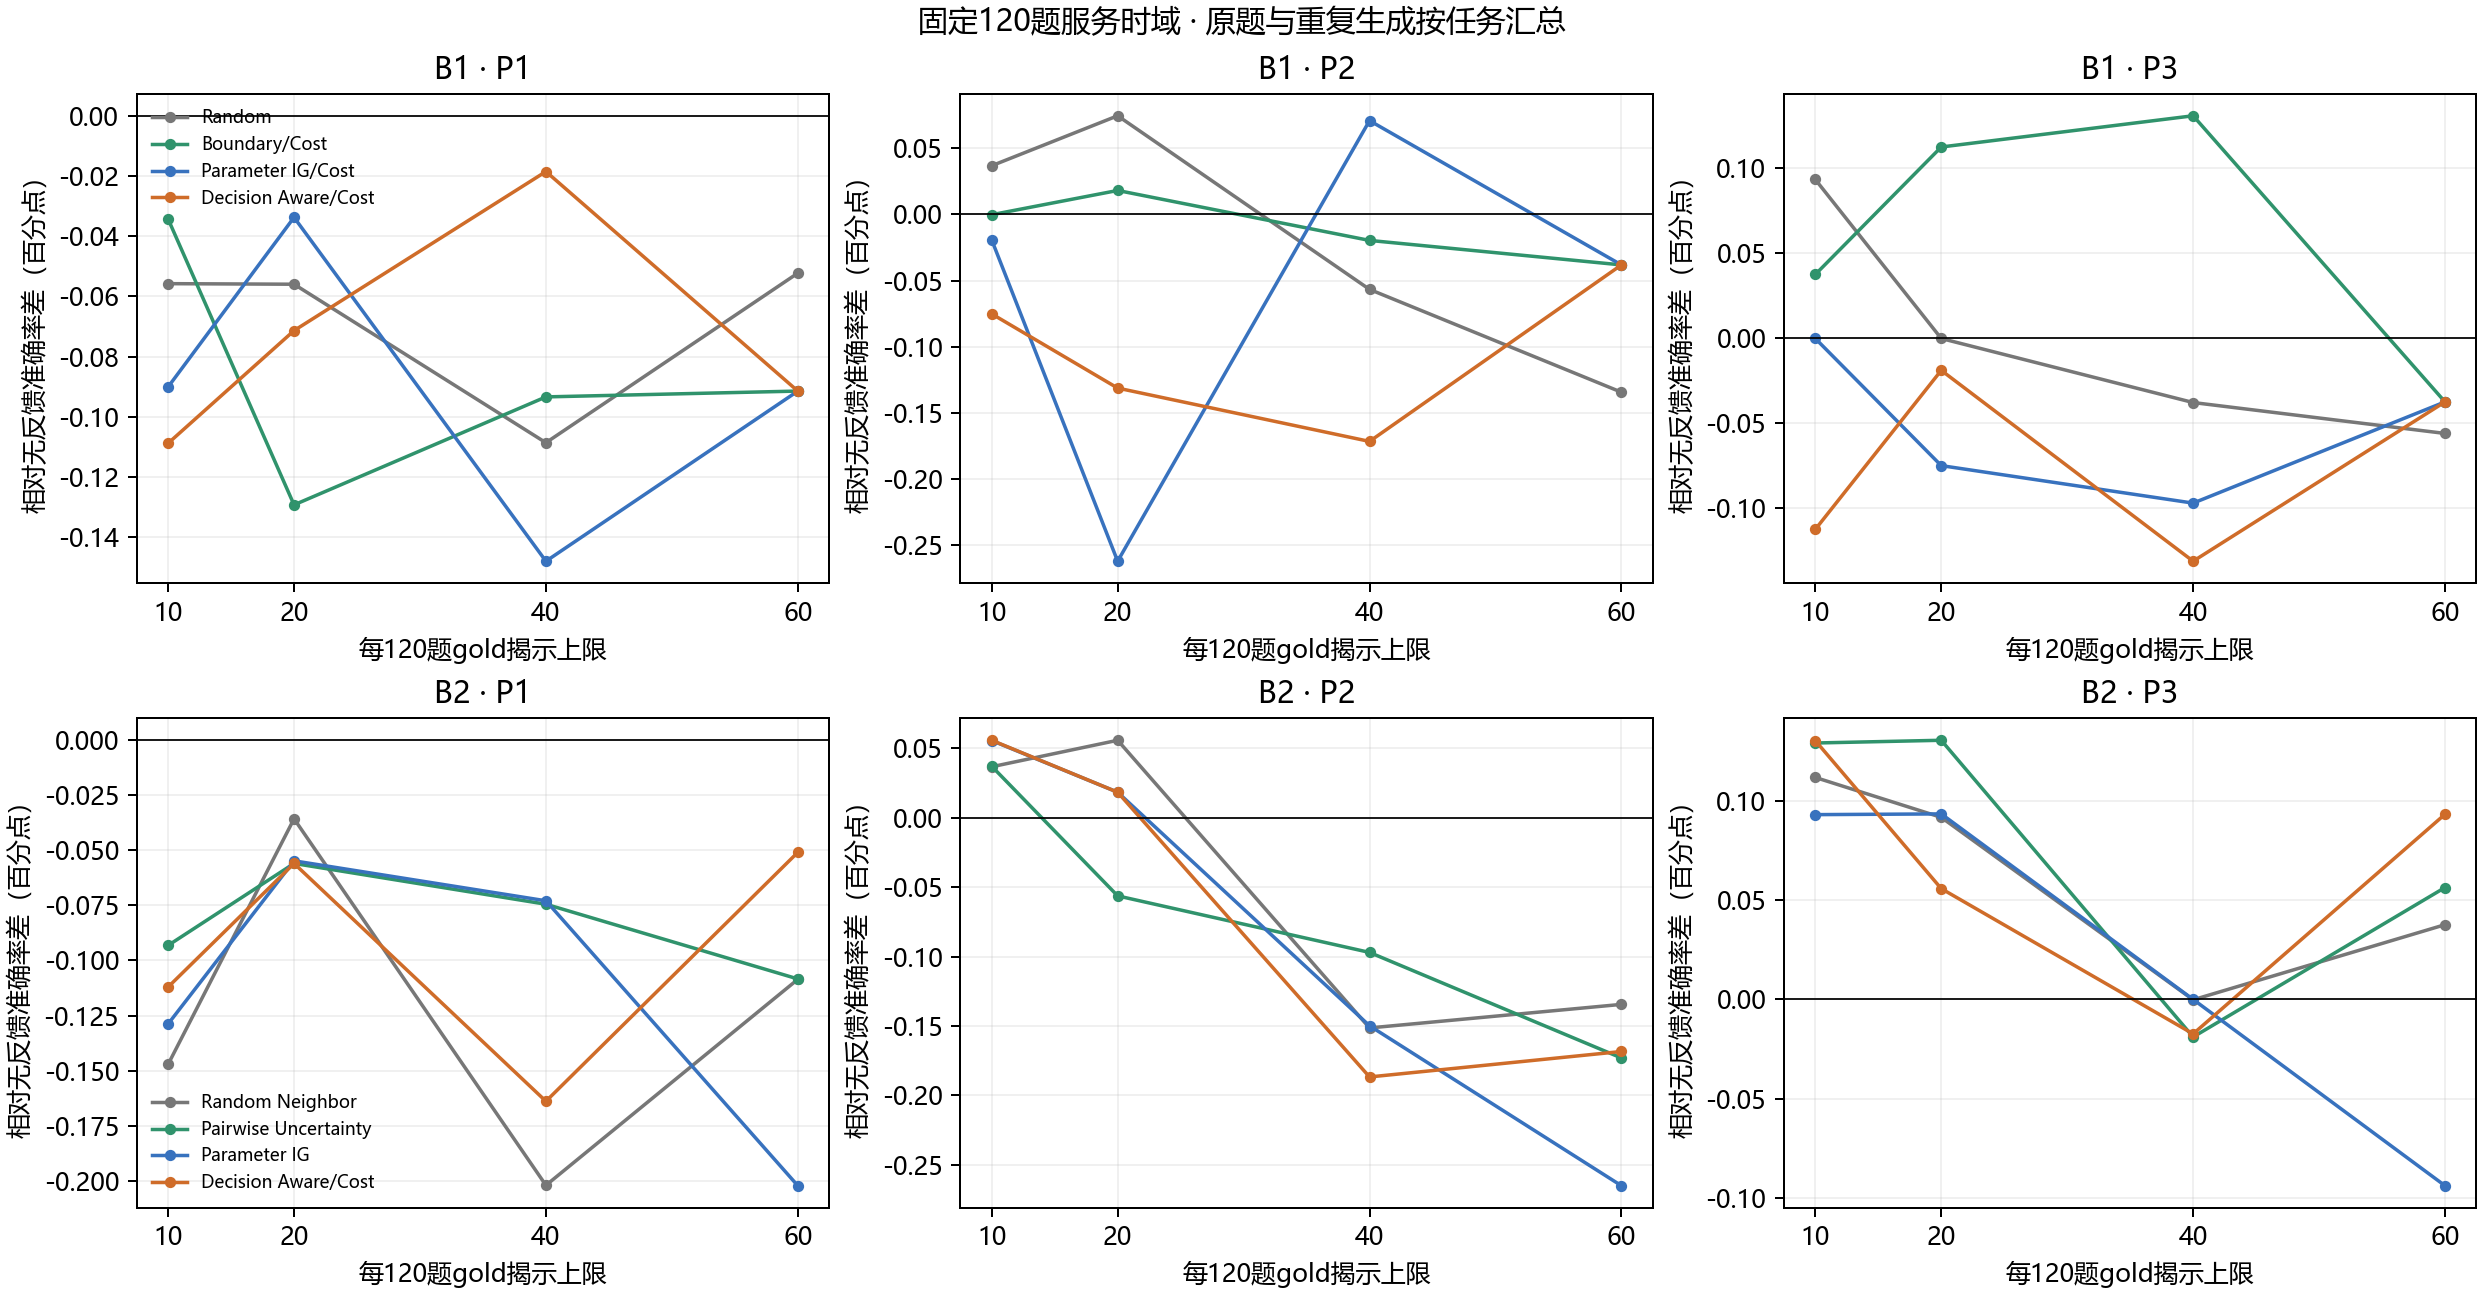 固定120题服务时域 · 原题与重复生成按任务汇总
B1 · P1
相对无反馈准确率差（百分点）
0.00
-0.02
-0.04
-0.06
-0.08
-0.10
-0.12
-0.14
Random
Boundary/Cost
Parameter IG/Cost
Decision Aware/Cost
10 20 40 60
每120题gold揭示上限
B1 · P2
相对无反馈准确率差（百分点）
0.05
0.00
-0.05
-0.10
-0.15
-0.20
-0.25
10 20 40 60
每120题gold揭示上限
B1 · P3
相对无反馈准确率差（百分点）
0.10
0.05
0.00
-0.05
-0.10
10 20 40 60
每120题gold揭示上限
B2 · P1
相对无反馈准确率差（百分点）
0.000
-0.025
-0.050
-0.075
-0.100
-0.125
-0.150
-0.175
-0.200
Random Neighbor
Pairwise Uncertainty
Parameter IG
Decision Aware/Cost
10 20 40 60
每120题gold揭示上限
B2 · P2
相对无反馈准确率差（百分点）
0.05
0.00
-0.05
-0.10
-0.15
-0.20
-0.25
10 20 40 60
每120题gold揭示上限
B2 · P3
相对无反馈准确率差（百分点）
0.10
0.05
0.00
-0.05
-0.10
10 20 40 60
每120题gold揭示上限